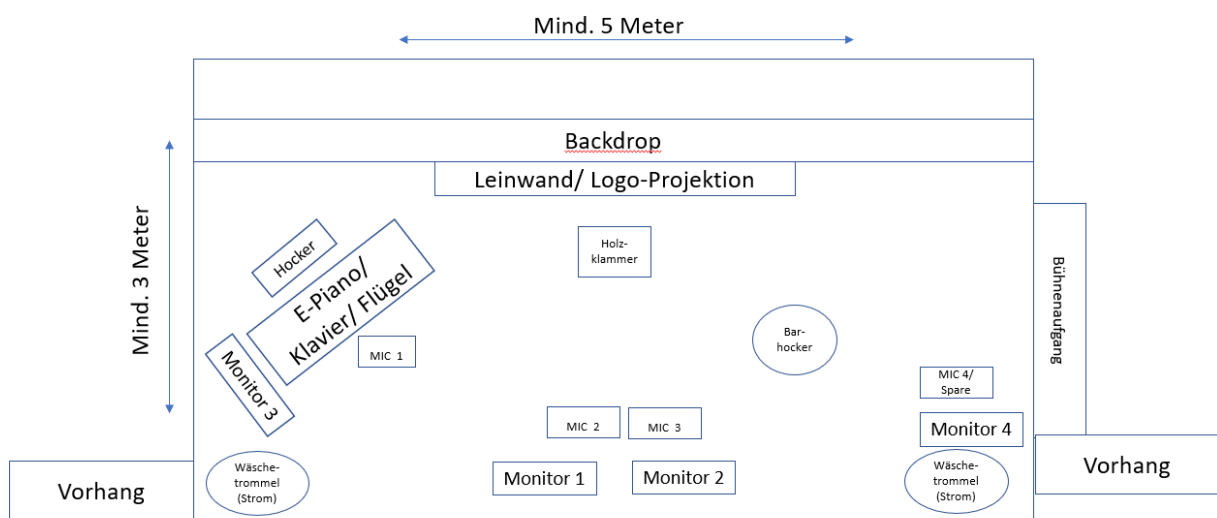 Mind. 5 Meter
Backdrop
Leinwand/ Logo-Projektion
Mind. 3 Meter
Hocker
E-Piano/
Klavier/ Flügel
Holz-
klammer
Bühnenaufgang
Bar-
hocker
MIC 1
Monitor 3
MIC 4/
Spare
MIC 2
MIC 3
Monitor 4
Wäsche-
trommel
(Strom)
Monitor 1
Monitor 2
Wäsche-
trommel
(Strom)
Vorhang
Vorhang